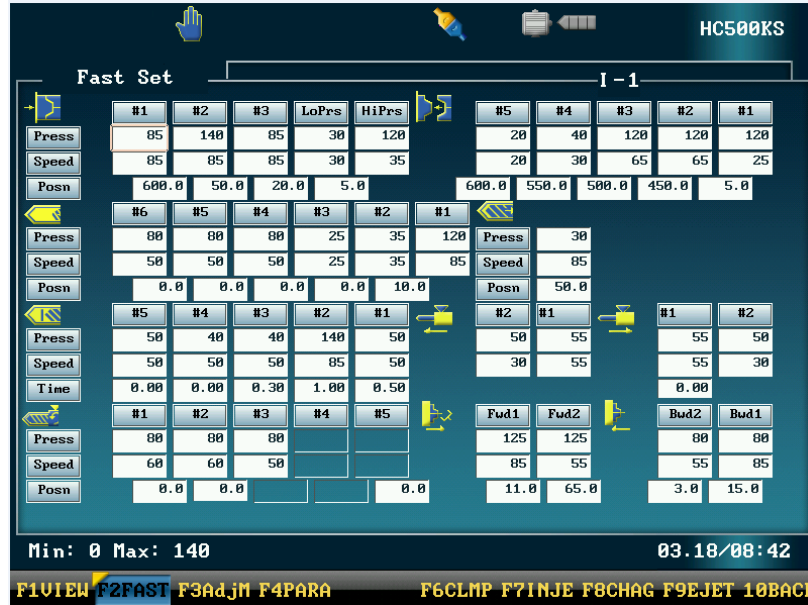 HC500KS
Fast Set I-1
#1 #2 #3 LoPrs HiPrs #5 #4 #3 #2 #1
Press 85 140 85 30 120 20 40 120 120 120
Speed 85 85 85 30 35 20 30 65 65 25
Posn 600.0 50.0 20.0 5.0 600.0 550.0 500.0 450.0 5.0
#6 #5 #4 #3 #2 #1
Press 80 80 80 25 35 120 Press 30
Speed 50 50 50 25 35 85 Speed 85
Posn 0.0 0.0 0.0 0.0 10.0 Posn 50.0
#5 #4 #3 #2 #1 #2 #1 #1 #2
Press 50 40 40 140 50 50 55 55 50
Speed 50 50 50 85 50 30 55 55 30
Time 0.00 0.00 0.30 1.00 0.50 0.00
#1 #2 #3 #4 #5 Fwd1 Fwd2 Bwd2 Bwd1
Press 80 80 80 125 125 80 80
Speed 60 60 50 85 55 55 85
Posn 0.0 0.0 0.0 11.0 65.0 3.0 15.0
Min: 0 Max: 140 03.18/08:42
F1VIEW F2FAST F3AdjM F4PARA F6CLMP F7INJE F8CHAG F9EJET 10BAC